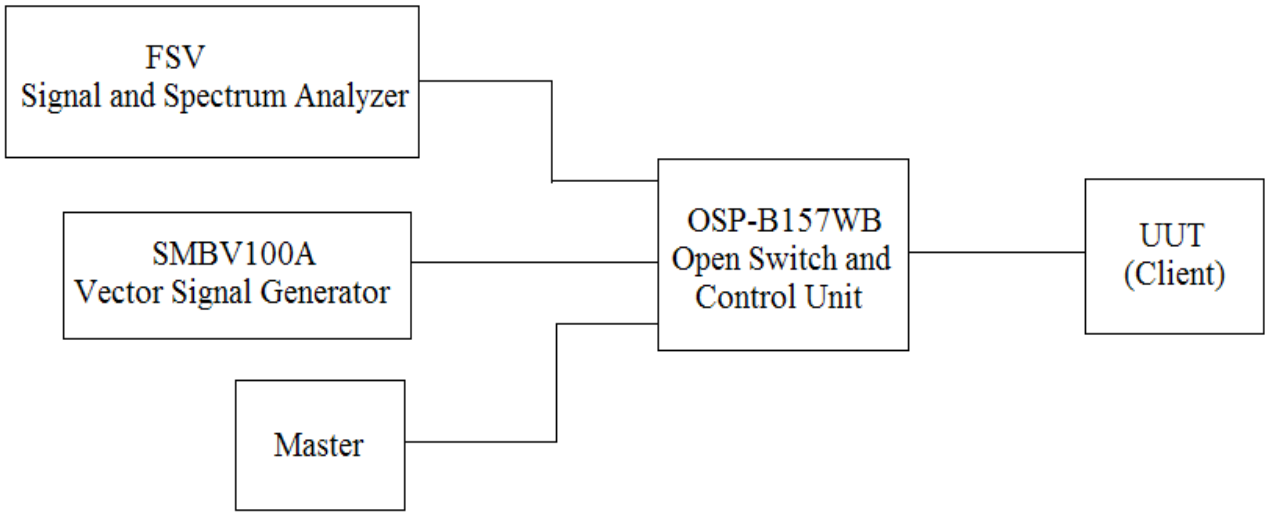 FSV
Signal and Spectrum Analyzer
SMBV100A
Vector Signal Generator
Master
OSP-B157WB
Open Switch and
Control Unit
UUT
(Client)